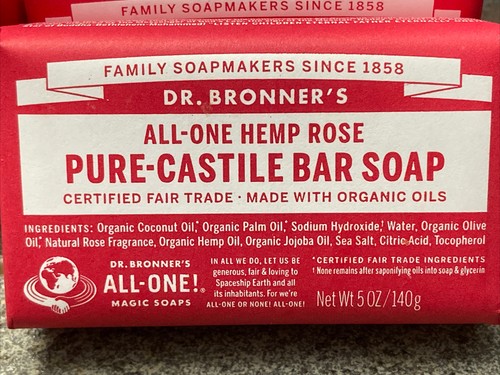 FAMILY SOAPMAKERS SINCE 1858
FAMILY SOAPMAKERS SINCE 1858
DR. BRONNER'S
ALL-ONE HEMP ROSE
PURE-CASTILE BAR SOAP
CERTIFIED FAIR TRADE · MADE WITH ORGANIC OILS
INGREDIENTS: Organic Coconut Oil,* Organic Palm Oil,* Sodium Hydroxide,† Water, Organic Olive
Oil,* Natural Rose Fragrance, Organic Hemp Oil, Organic Jojoba Oil, Sea Salt, Citric Acid, Tocopherol
DR. BRONNER'S
ALL-ONE!®
MAGIC SOAPS
IN ALL WE DO, LET US BE
generous, fair & loving to
Spaceship Earth and all
its inhabitants. For we're
ALL-ONE OR NONE! ALL-ONE!
*CERTIFIED FAIR TRADE INGREDIENTS
† None remains after saponifying oils into soap & glycerin
Net Wt 5 OZ/140g